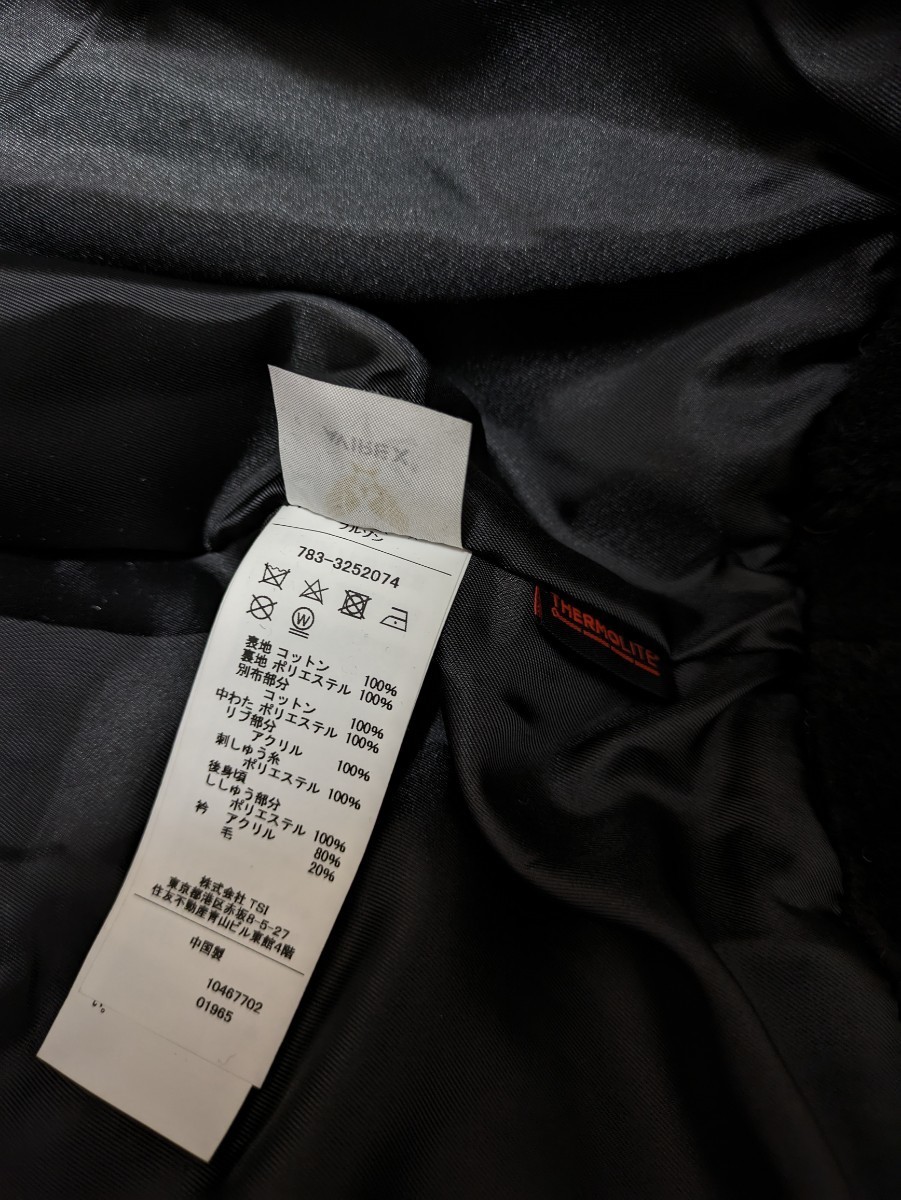 AVIREX
ブルゾン
783-3252074
W
表地 コットン 100%
裏地 ポリエステル 100%
別布部分
コットン 100%
中わた ポリエステル 100%
リブ部分
アクリル 100%
刺しゅう糸
ポリエステル 100%
後身頃
ししゅう部分
ポリエステル 100%
衿 アクリル 80%
毛 20%
株式会社 TSI
東京都港区赤坂8-5-27
住友不動産青山ビル東館4階
中国製
10467702
01965
THERMOLITE